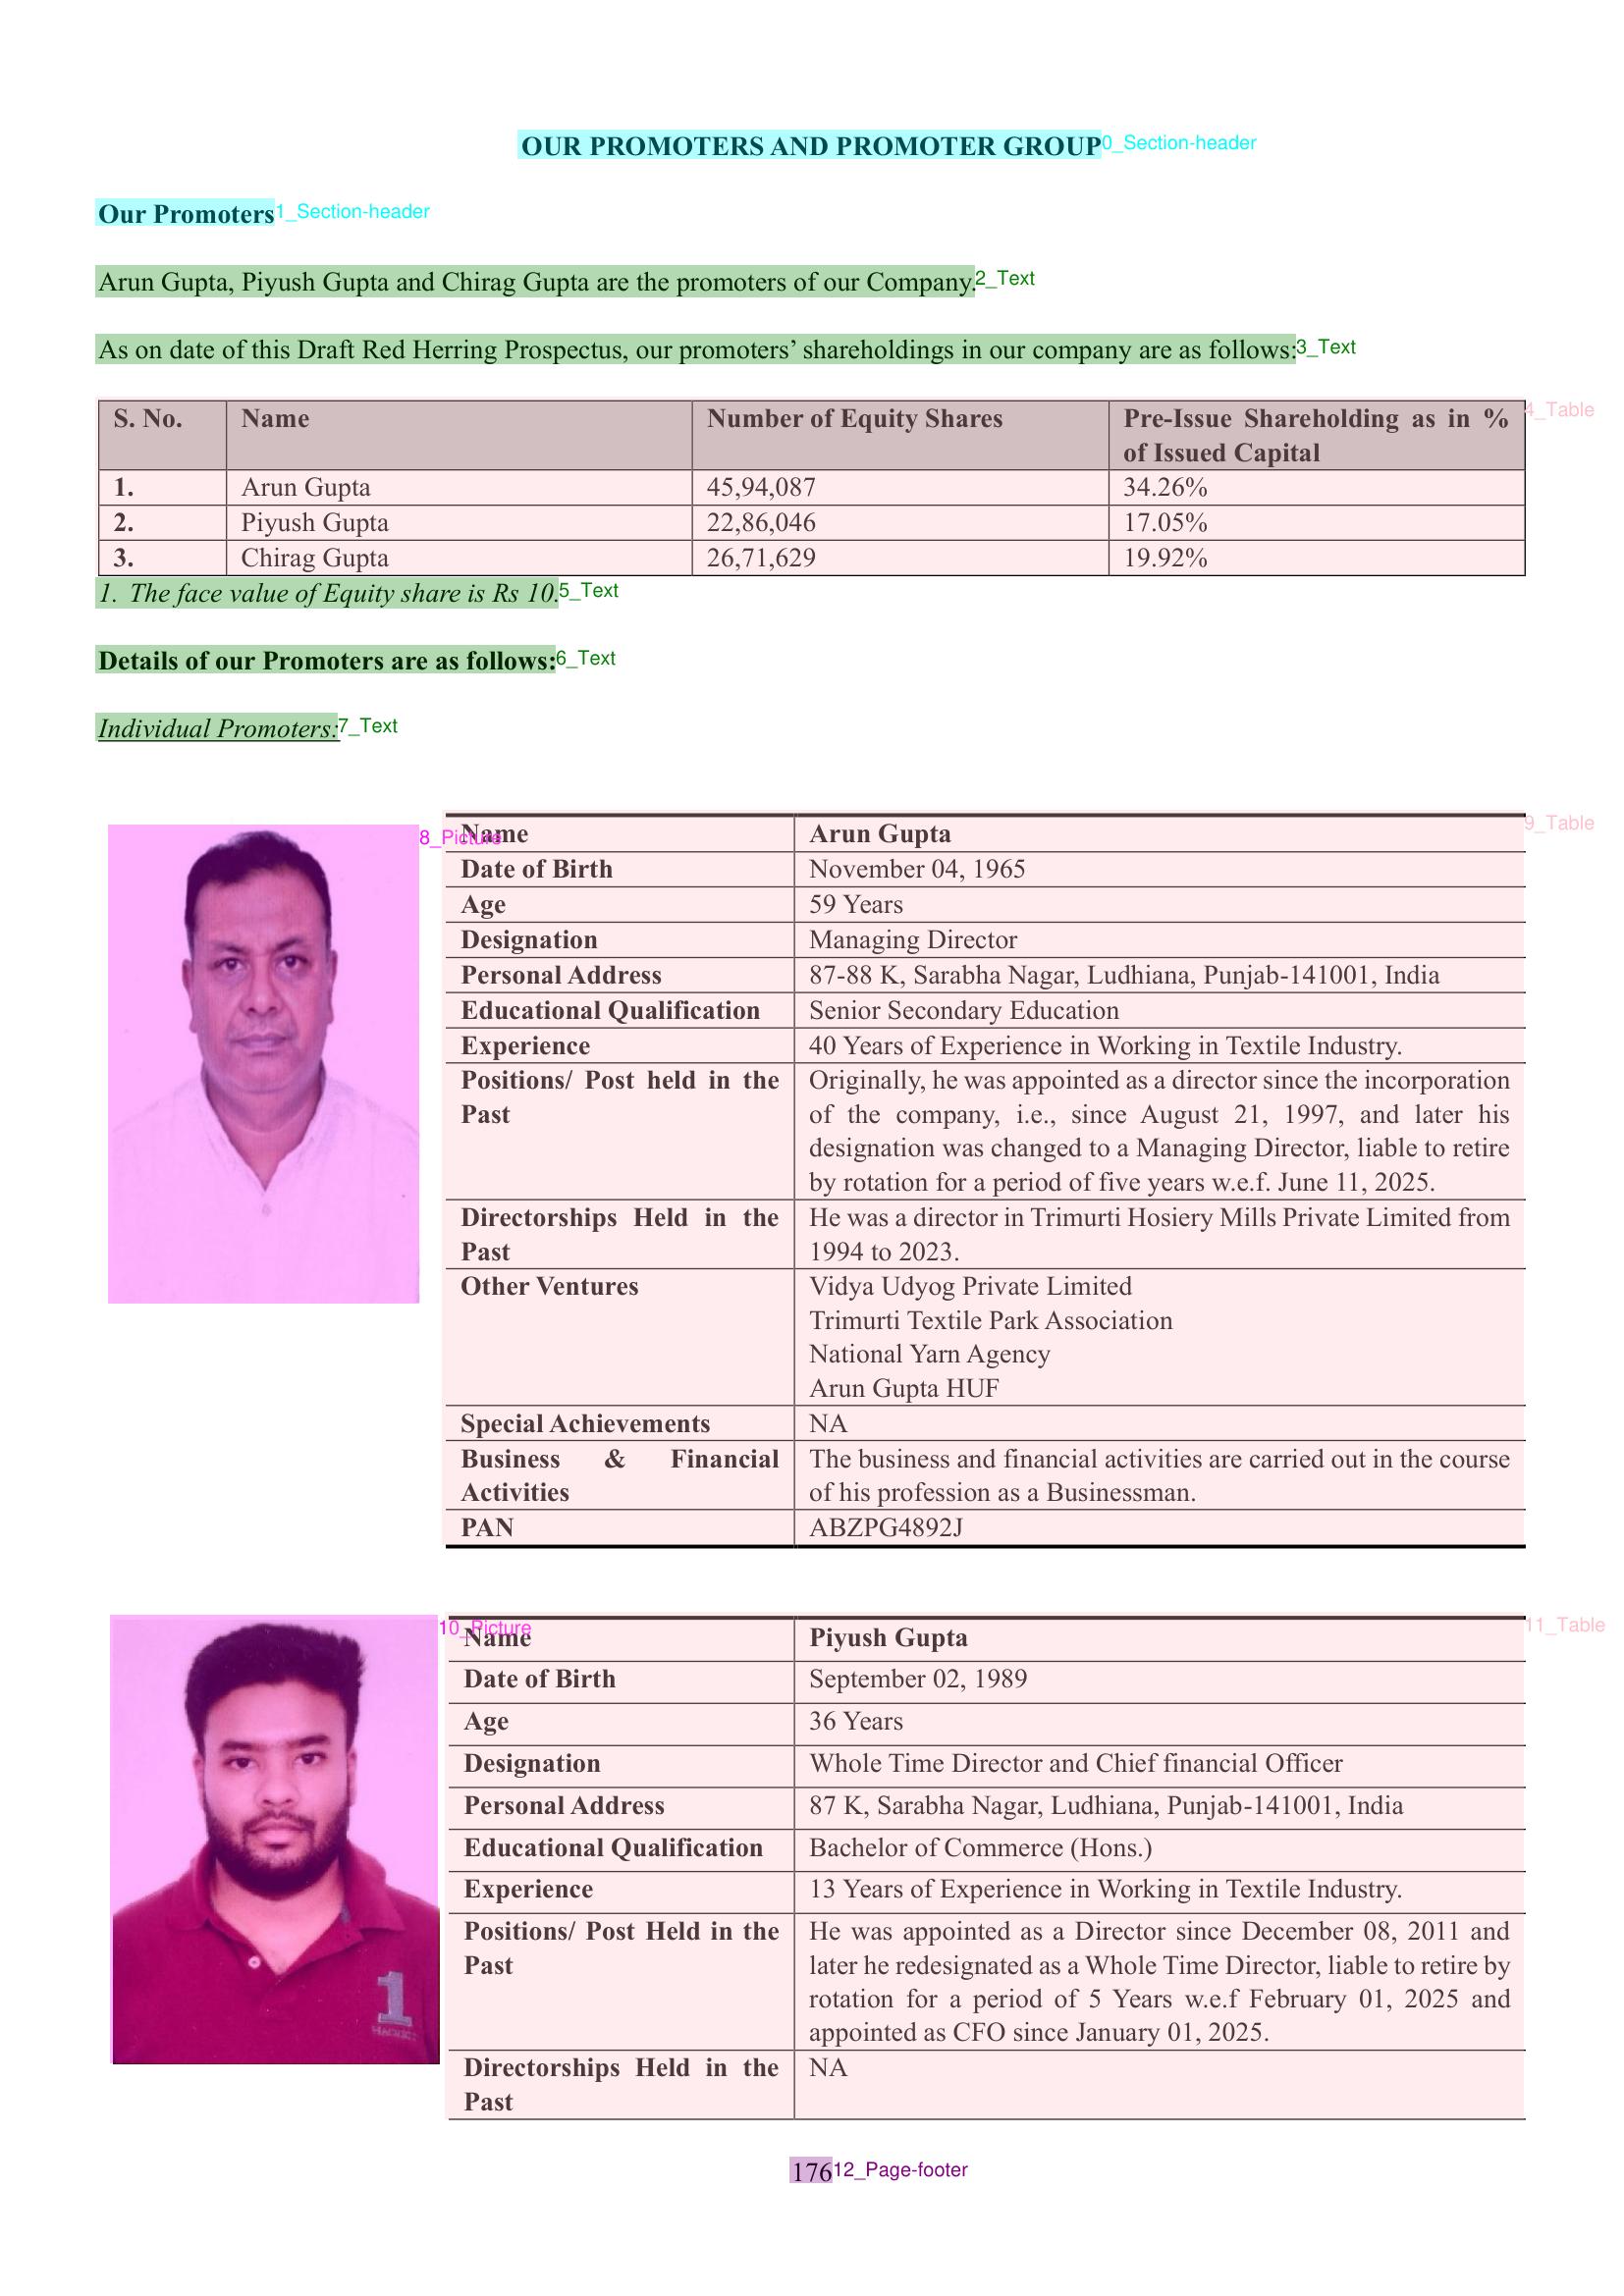 OUR PROMOTERS AND PROMOTER GROUP
0_Section-header
Our Promoters
1_Section-header
Arun Gupta, Piyush Gupta and Chirag Gupta are the promoters of our Company.
2_Text
As on date of this Draft Red Herring Prospectus, our promoters’ shareholdings in our company are as follows:
3_Text
4_Table
S. No. Name Number of Equity Shares Pre-Issue Shareholding as in %
of Issued Capital
1. Arun Gupta 45,94,087 34.26%
2. Piyush Gupta 22,86,046 17.05%
3. Chirag Gupta 26,71,629 19.92%
1. The face value of Equity share is Rs 10.
5_Text
Details of our Promoters are as follows:
6_Text
Individual Promoters:
7_Text
8_Picture
9_Table
Name Arun Gupta
Date of Birth November 04, 1965
Age 59 Years
Designation Managing Director
Personal Address 87-88 K, Sarabha Nagar, Ludhiana, Punjab-141001, India
Educational Qualification Senior Secondary Education
Experience 40 Years of Experience in Working in Textile Industry.
Positions/ Post held in the Originally, he was appointed as a director since the incorporation
Past of the company, i.e., since August 21, 1997, and later his
designation was changed to a Managing Director, liable to retire
by rotation for a period of five years w.e.f. June 11, 2025.
Directorships Held in the He was a director in Trimurti Hosiery Mills Private Limited from
Past 1994 to 2023.
Other Ventures Vidya Udyog Private Limited
Trimurti Textile Park Association
National Yarn Agency
Arun Gupta HUF
Special Achievements NA
Business & Financial The business and financial activities are carried out in the course
Activities of his profession as a Businessman.
PAN ABZPG4892J
10_Picture
11_Table
1
Name Piyush Gupta
Date of Birth September 02, 1989
Age 36 Years
Designation Whole Time Director and Chief financial Officer
Personal Address 87 K, Sarabha Nagar, Ludhiana, Punjab-141001, India
Educational Qualification Bachelor of Commerce (Hons.)
Experience 13 Years of Experience in Working in Textile Industry.
Positions/ Post Held in the He was appointed as a Director since December 08, 2011 and
Past later he redesignated as a Whole Time Director, liable to retire by
rotation for a period of 5 Years w.e.f February 01, 2025 and
appointed as CFO since January 01, 2025.
Directorships Held in the NA
Past
176
12_Page-footer